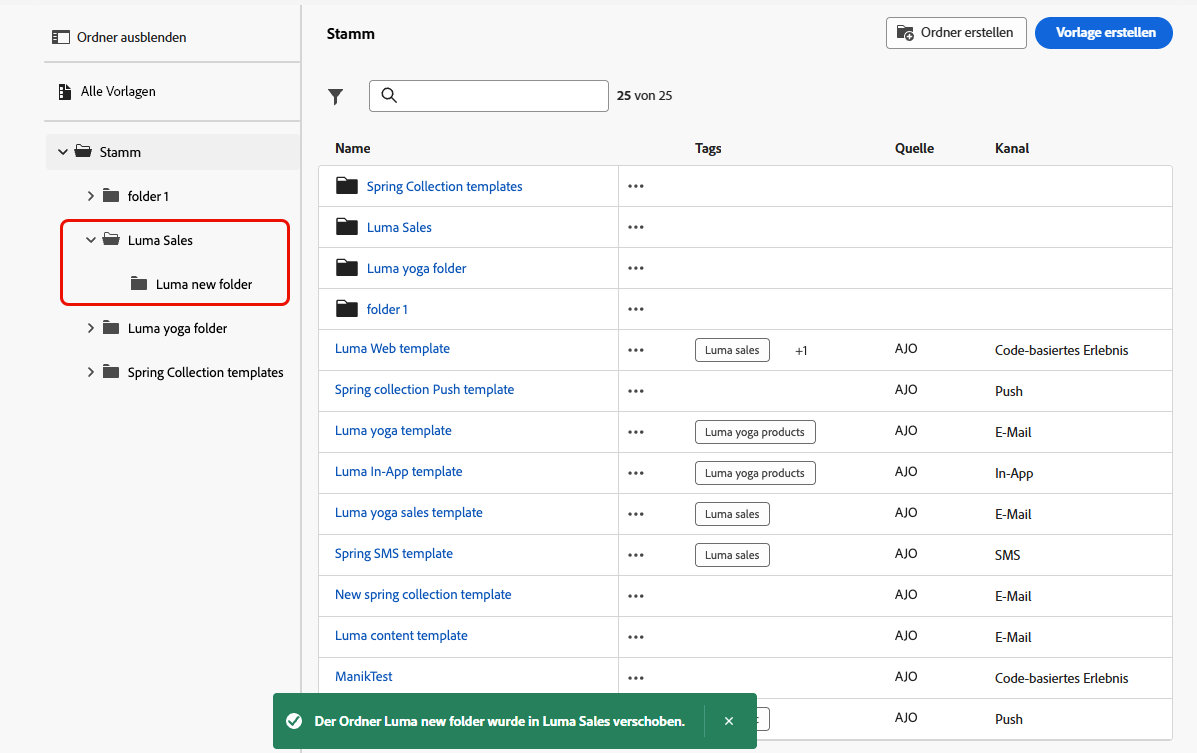 Ordner ausblenden
Alle Vorlagen
Stamm
folder 1
Luma Sales
Luma new folder
Luma yoga folder
Spring Collection templates
Stamm
Ordner erstellen
Vorlage erstellen
25 von 25
Name Tags Quelle Kanal
Spring Collection templates
Luma Sales
Luma yoga folder
folder 1
Luma Web template Luma sales +1 AJO Code-basiertes Erlebnis
Spring collection Push template AJO Push
Luma yoga template Luma yoga products AJO E-Mail
Luma In-App template Luma yoga products AJO In-App
Luma yoga sales template Luma sales AJO E-Mail
Spring SMS template Luma sales AJO SMS
New spring collection template AJO E-Mail
Luma content template AJO E-Mail
ManikTest AJO Code-basiertes Erlebnis
AJO Push
Der Ordner Luma new folder wurde in Luma Sales verschoben.